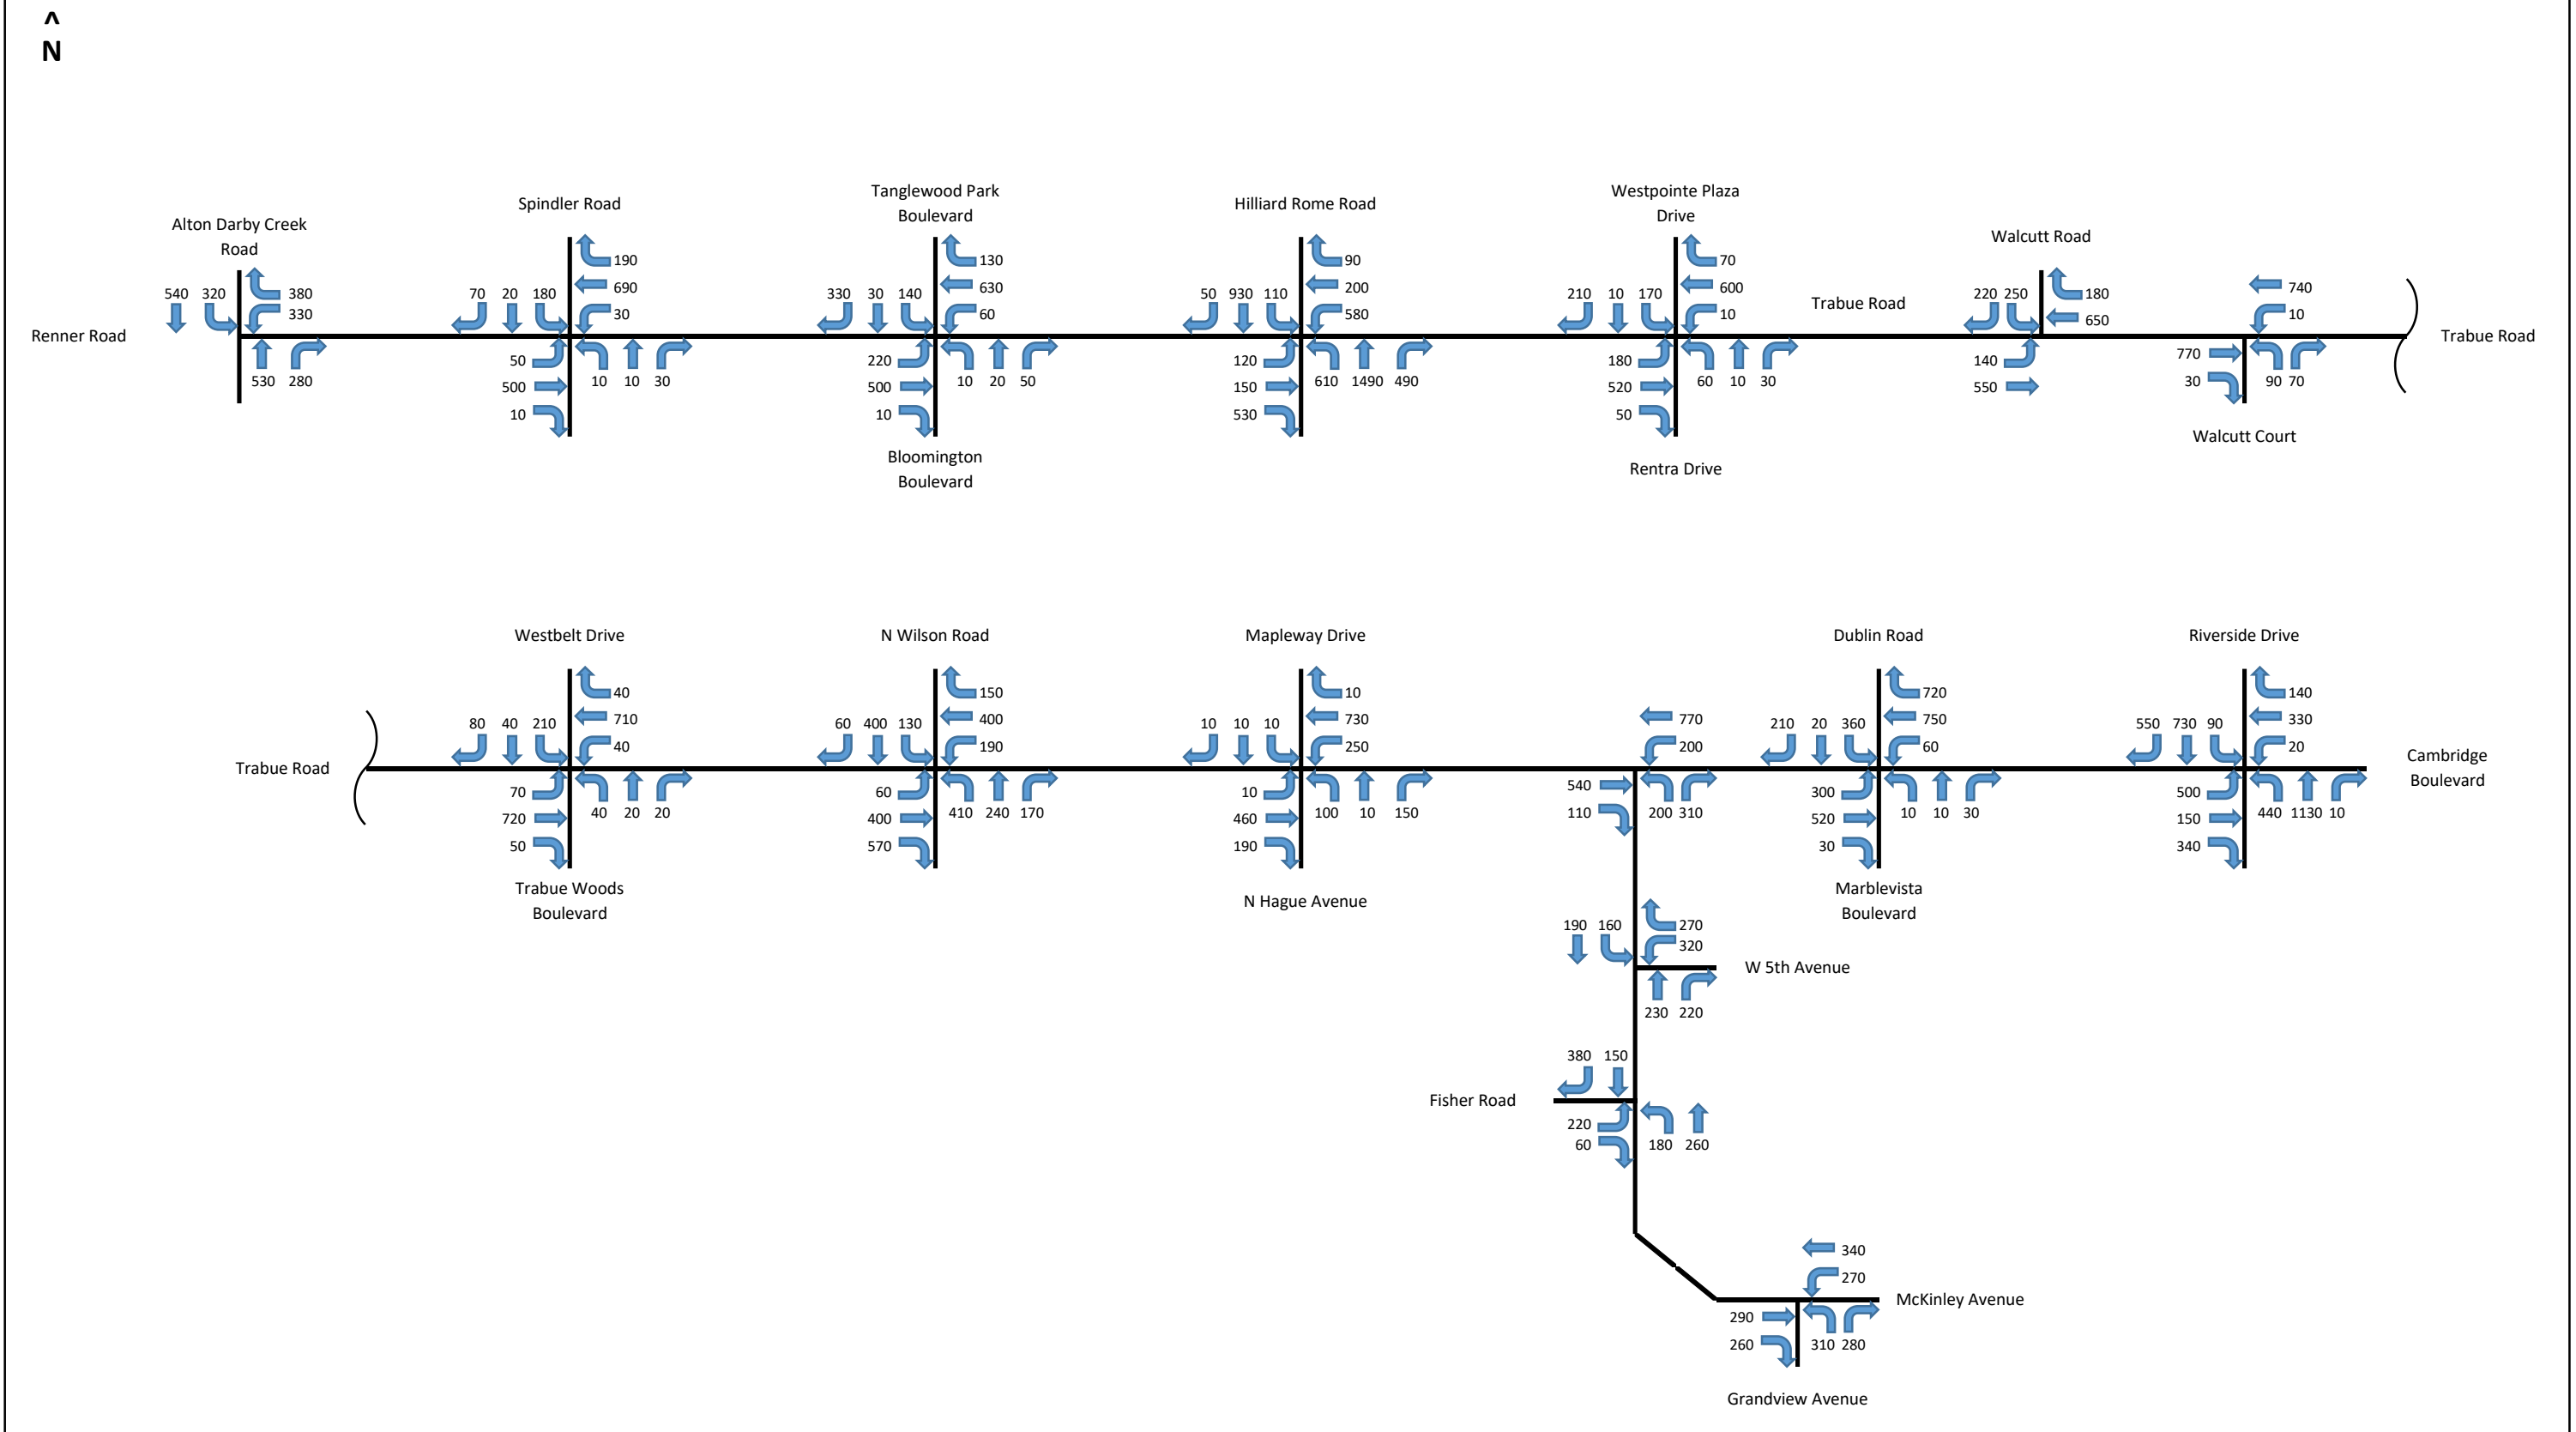 ^
N
Tanglewood Park
Boulevard
Westpointe Plaza
Drive
Alton Darby Creek
Road
Spindler Road
Hilliard Rome Road
Walcutt Road
190
130
90
70
540 320
380
330
70 20 180
690
30
330 30 140
630
60
50 930 110
200
580
210 10 170
600
10
Trabue Road
220 250
180
650
740
10
Renner Road
Trabue Road
530 280
50
500
10
10 10 30
220
500
10
10 20 50
120
150
530
610 1490 490
180
520
50
60 10 30
140
550
770
30
90 70
Walcutt Court
Bloomington
Boulevard
Rentra Drive
Westbelt Drive
N Wilson Road
Mapleway Drive
Dublin Road
Riverside Drive
80 40 210
40
710
40
60 400 130
150
400
190
10 10 10
10
730
250
770
200
210 20 360
720
750
60
550 730 90
140
330
20
Trabue Road
Cambridge
Boulevard
70
720
50
40 20 20
60
400
570
410 240 170
10
460
190
100 10 150
540
110
200 310
300
520
30
10 10 30
500
150
340
440 1130 10
Trabue Woods
Boulevard
N Hague Avenue
Marblevista
Boulevard
190 160
270
320
W 5th Avenue
230 220
380 150
Fisher Road
220
60
180 260
340
270
McKinley Avenue
290
260
310 280
Grandview Avenue